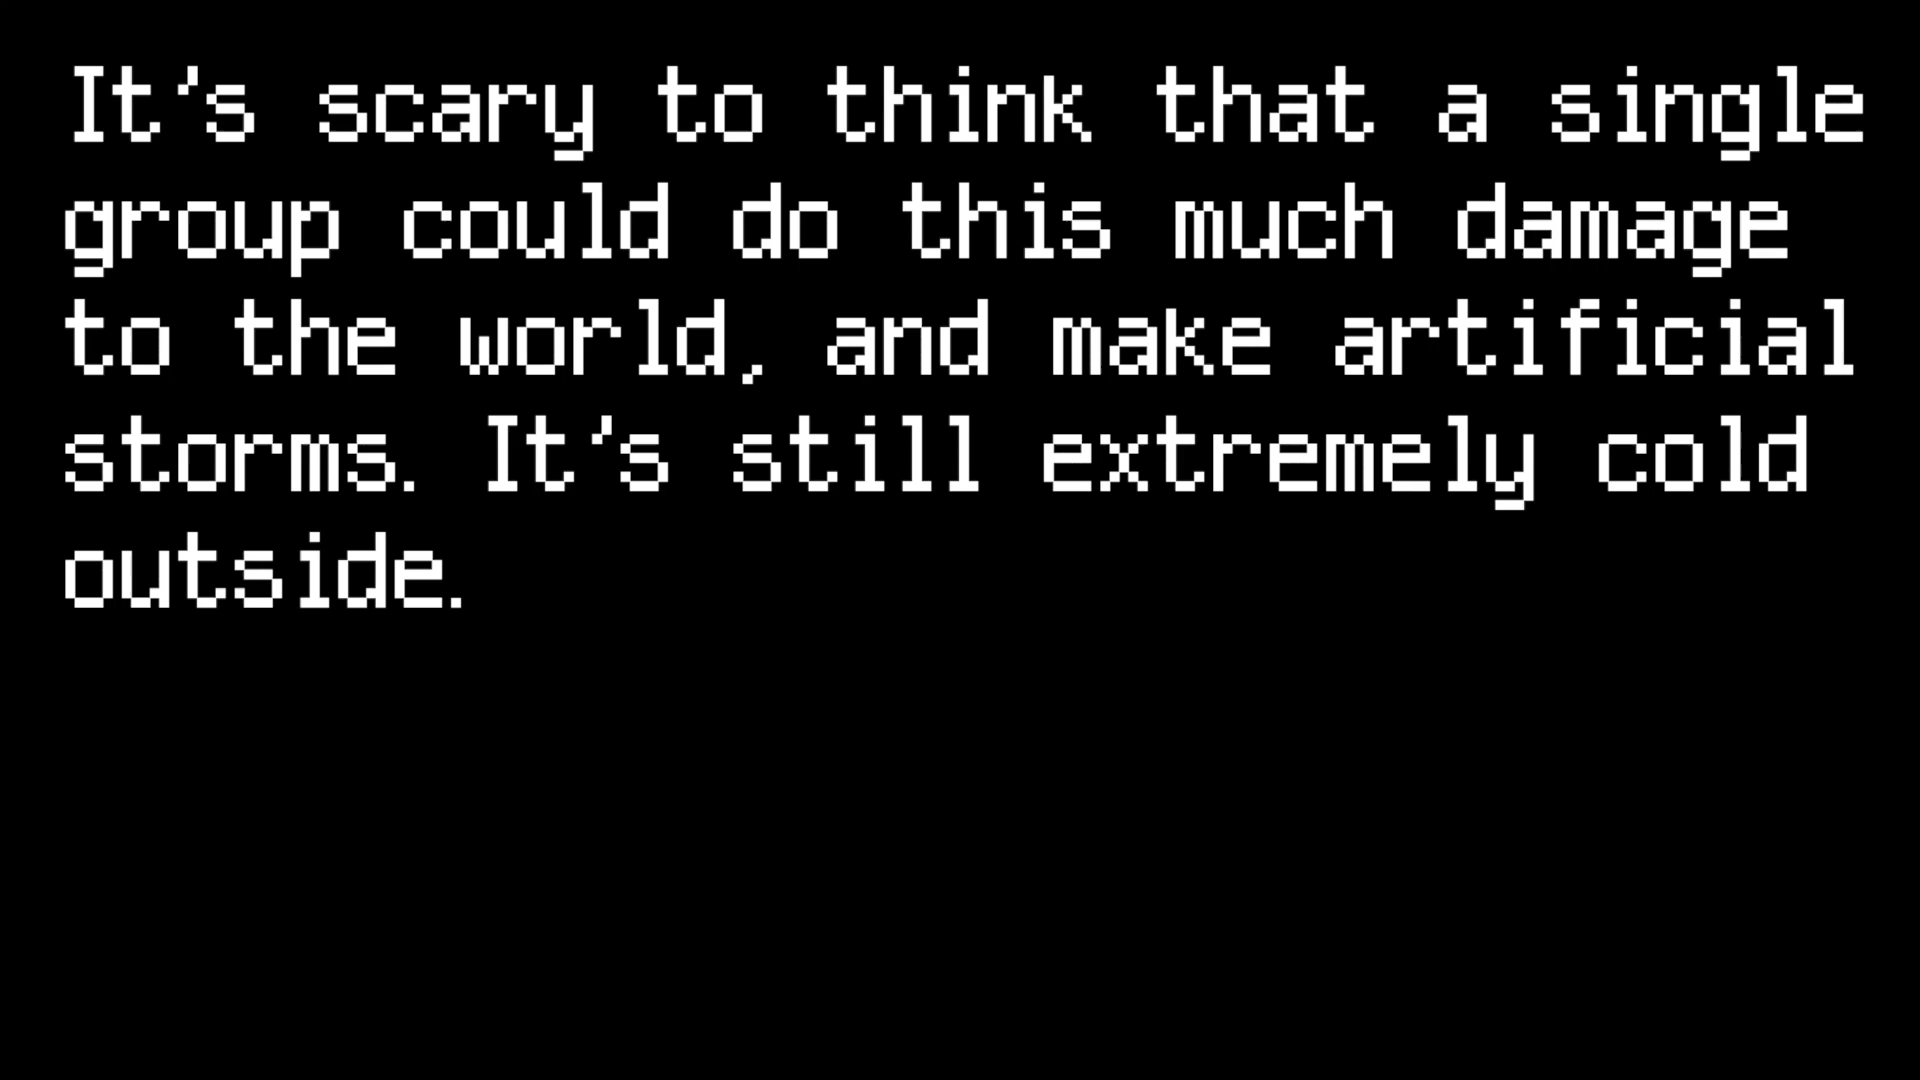 It's scary to think that a single
group could do this much damage
to the world, and make artificial
storms. It's still extremely cold
outside.